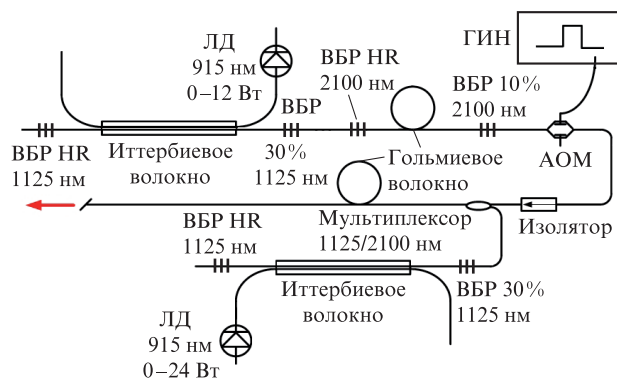 ЛД
915 нм
0–12 Вт
ГИН
ВБР HR
2100 нм
ВБР 10%
2100 нм
ВБР
30%
1125 нм
ВБР HR
1125 нм
Иттербиевое
волокно
Гольмиевое
волокно
АОМ
ВБР HR
1125 нм
Мультиплексор
1125/2100 нм
Изолятор
Иттербиевое
волокно
ВБР 30%
1125 нм
ЛД
915 нм
0–24 Вт